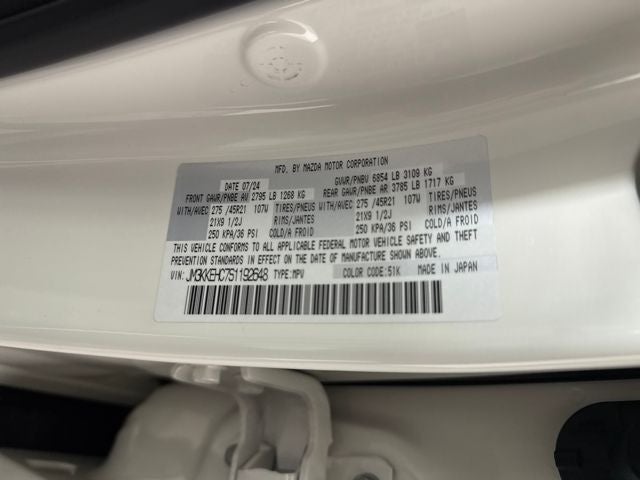 MFD. BY MAZDA MOTOR CORPORATION
DATE 07/24 GVWR/PNBV 6854 LB 3109 KG
FRONT GAWR/PNBE AV 2795 LB 1268 KG REAR GAWR/PNBE AR 3785 LB 1717 KG
WITH/AVEC 275 /45R21 107W TIRES/PNEUS WITH/AVEC 275 /45R21 107W TIRES/PNEUS
21X9 1/2J RIMS/JANTES 21X9 1/2J RIMS/JANTES
250 KPA/36 PSI COLD/A FROID 250 KPA/36 PSI COLD/A FROID
THIS VEHICLE CONFORMS TO ALL APPLICABLE FEDERAL MOTOR VEHICLE SAFETY AND THEFT
PREVENTION STANDARDS IN EFFECT ON THE DATE OF MANUFACTURE SHOWN ABOVE.
VIN: JM3KKEHC7S1192648 TYPE:MPV COLOR CODE:51K MADE IN JAPAN